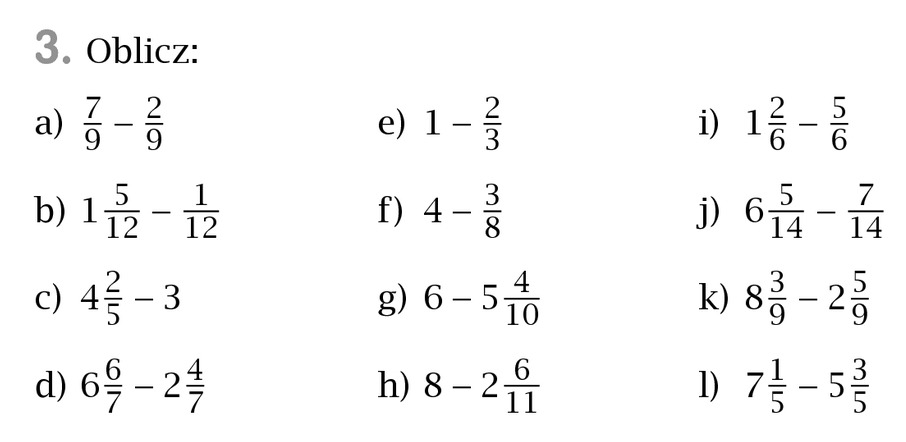 3. Oblicz:
a) 7/9 – 2/9
e) 1 – 2/3
i) 1 2/6 – 5/6
b) 1 5/12 – 1/12
f) 4 – 3/8
j) 6 5/14 – 7/14
c) 4 2/5 – 3
g) 6 – 5 4/10
k) 8 3/9 – 2 5/9
d) 6 6/7 – 2 4/7
h) 8 – 2 6/11
l) 7 1/5 – 5 3/5